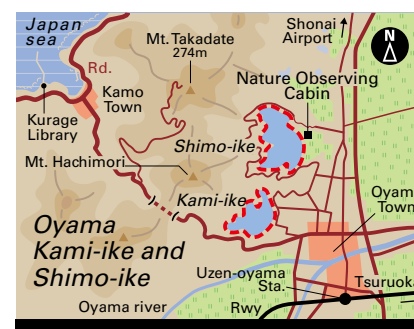 Japan
sea
Shonai
Airport
N
Mt. Takadate
274m
Rd.
Kamo
Town
Nature Observing
Cabin
Kurage
Library
Shimo-ike
Mt. Hachimori
Kami-ike
Oyam
Town
Oyama
Kami-ike and
Shimo-ike
Uzen-oyama
Sta.
Tsuruoka
Oyama river
Rwy